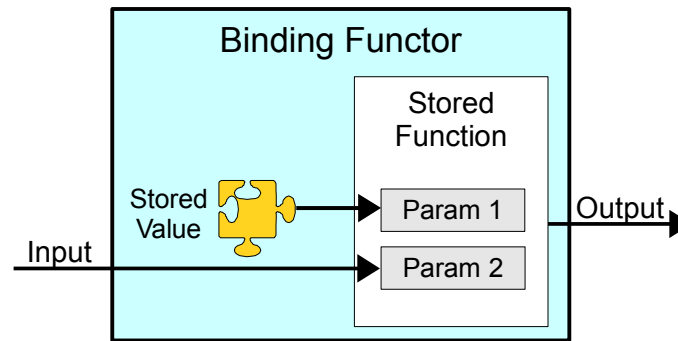 Binding Functor
Stored
Function
Stored
Value
Param 1
Param 2
Input
Output